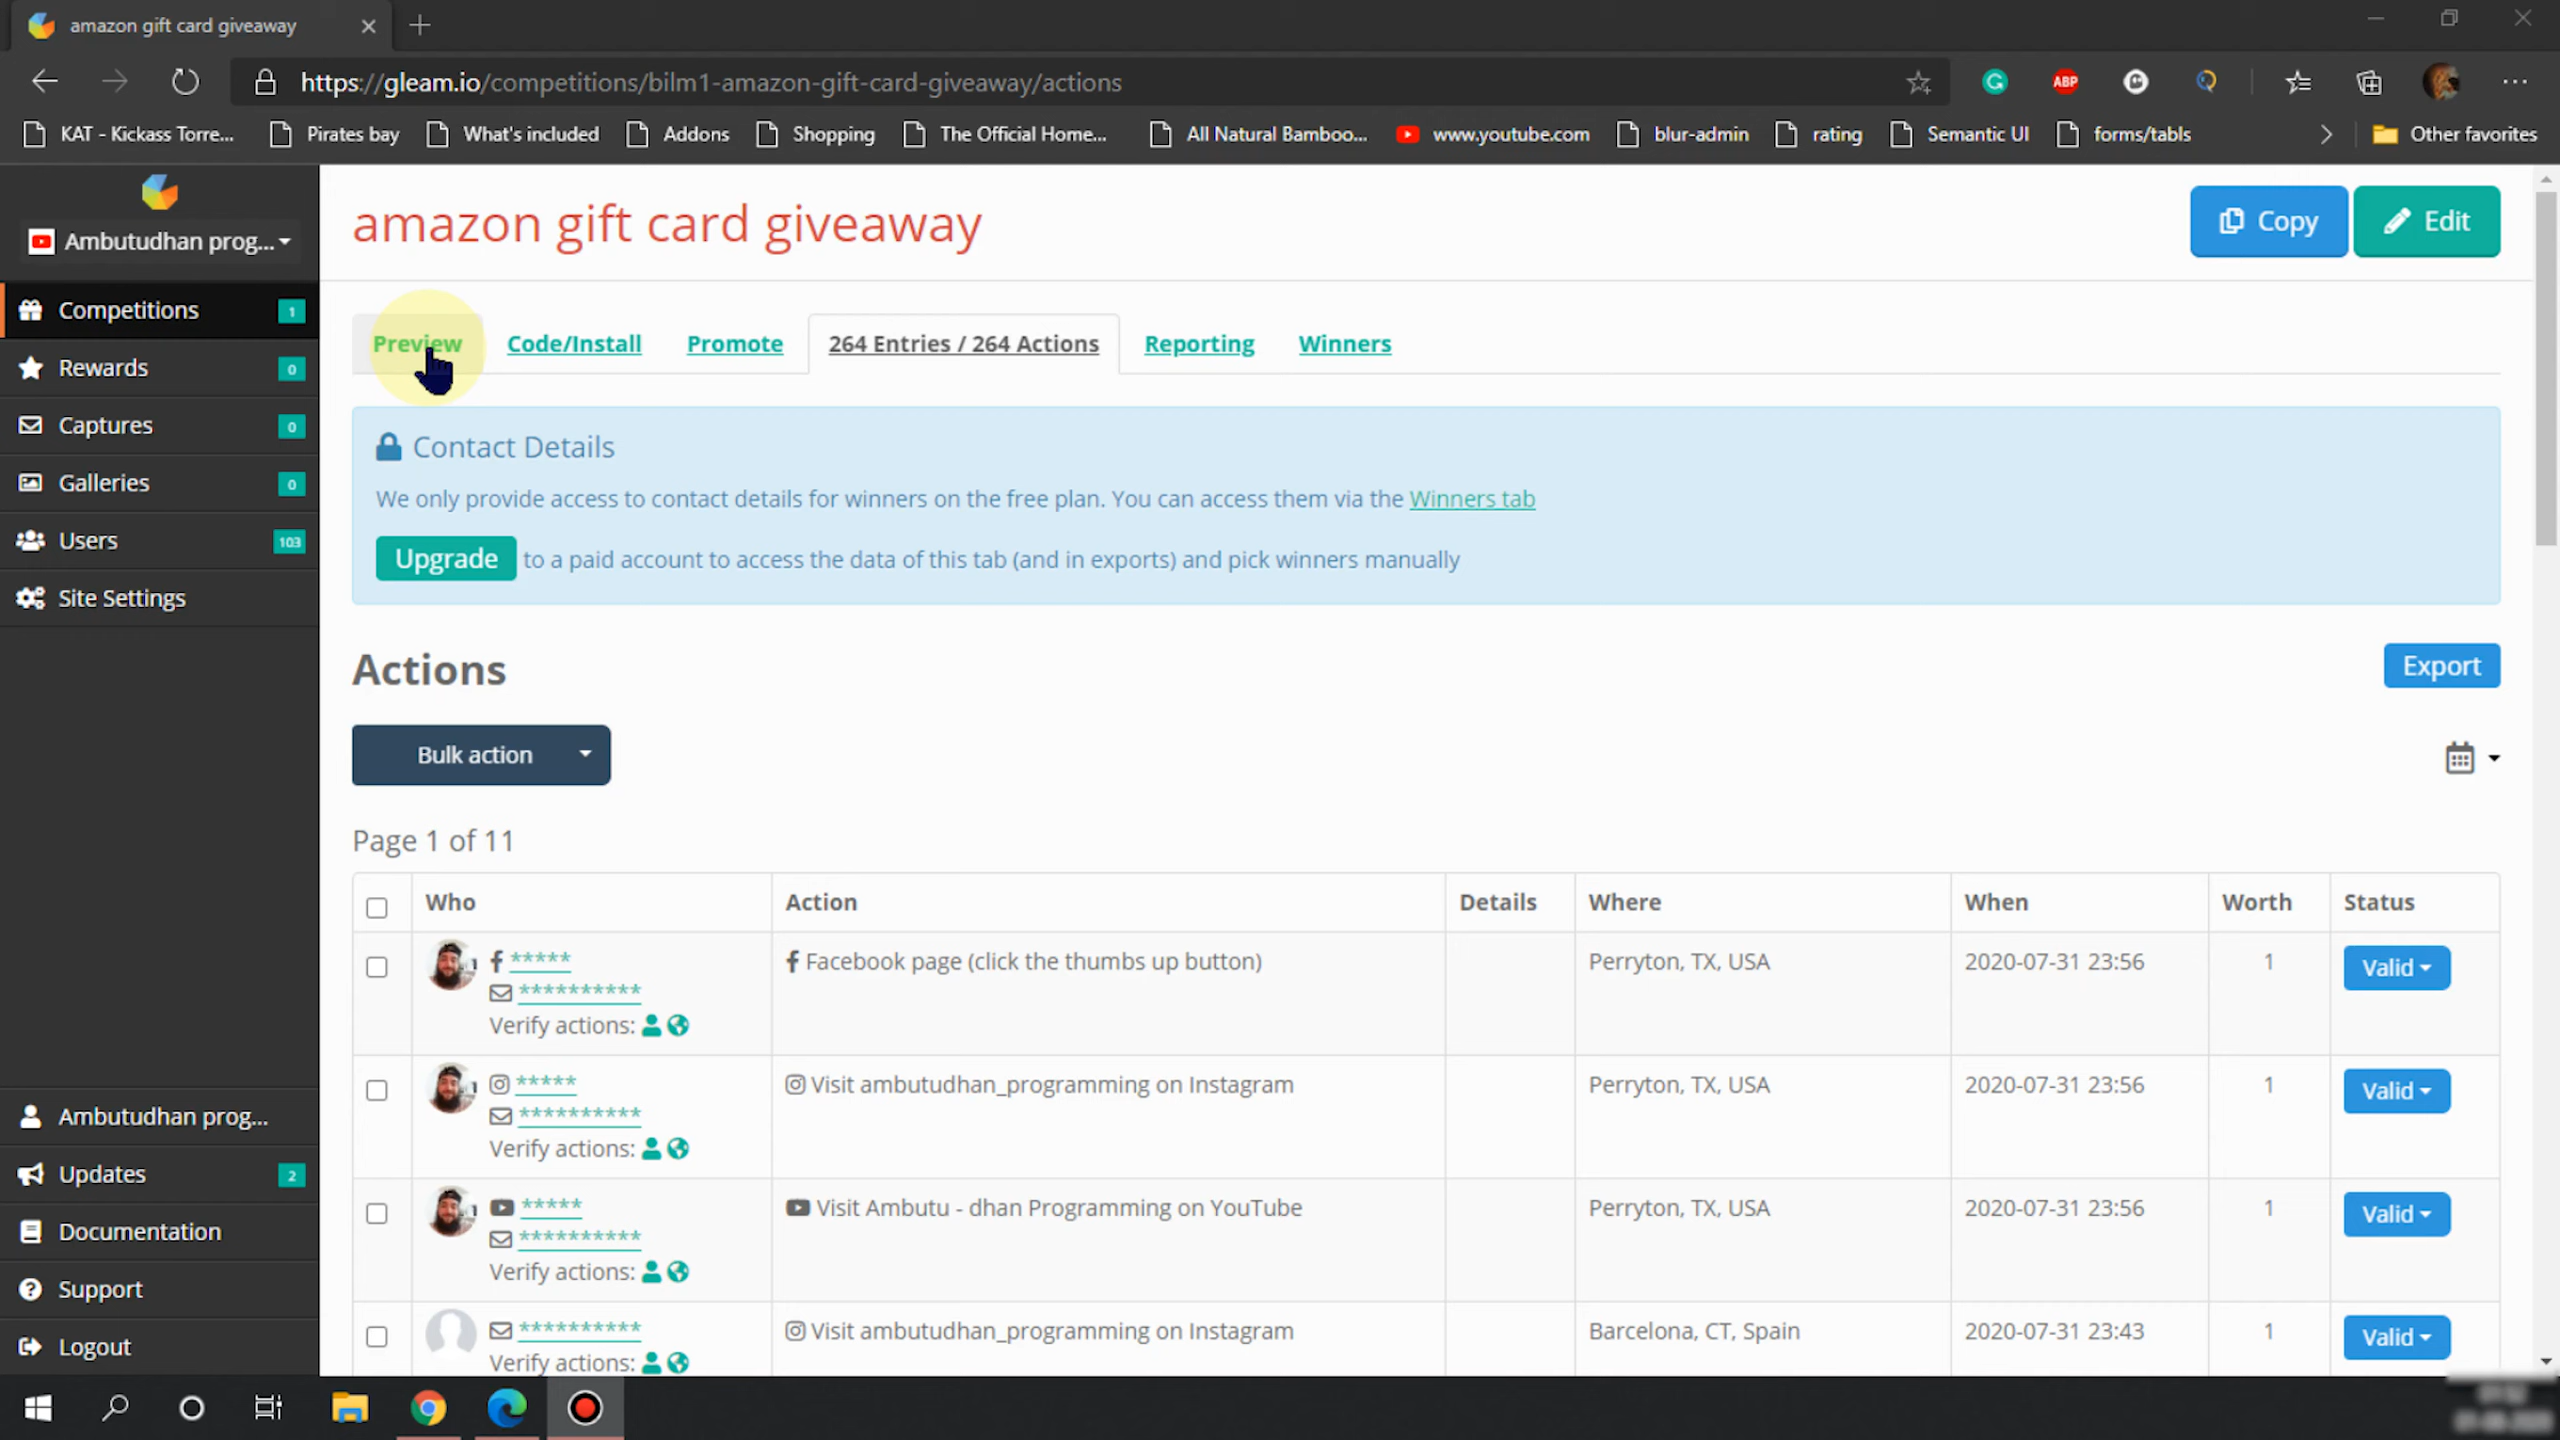 amazon gift card giveaway
https://gleam.io/competitions/bilm1-amazon-gift-card-giveaway/actions
ABP
KAT - Kickass Torre... Pirates bay What's included Addons Shopping The Official Home... All Natural Bamboo... www.youtube.com blur-admin rating Semantic UI forms/tabls Other favorites
Ambutudhan prog...
Competitions 1
Rewards 0
Captures 0
Galleries 0
Users 103
Site Settings
Ambutudhan prog...
Updates 2
Documentation
Support
Logout
amazon gift card giveaway
Copy Edit
Preview Code/Install Promote 264 Entries / 264 Actions Reporting Winners
Contact Details
We only provide access to contact details for winners on the free plan. You can access them via the Winners tab
Upgrade to a paid account to access the data of this tab (and in exports) and pick winners manually
Actions
Export
Bulk action
Page 1 of 11
Who Action Details Where When Worth Status
***** Facebook page (click the thumbs up button) Perryton, TX, USA 2020-07-31 23:56 1 Valid
**********
Verify actions:
***** Visit ambutudhan_programming on Instagram Perryton, TX, USA 2020-07-31 23:56 1 Valid
**********
Verify actions:
***** Visit Ambutu - dhan Programming on YouTube Perryton, TX, USA 2020-07-31 23:56 1 Valid
**********
Verify actions:
********** Visit ambutudhan_programming on Instagram Barcelona, CT, Spain 2020-07-31 23:43 1 Valid
Verify actions: